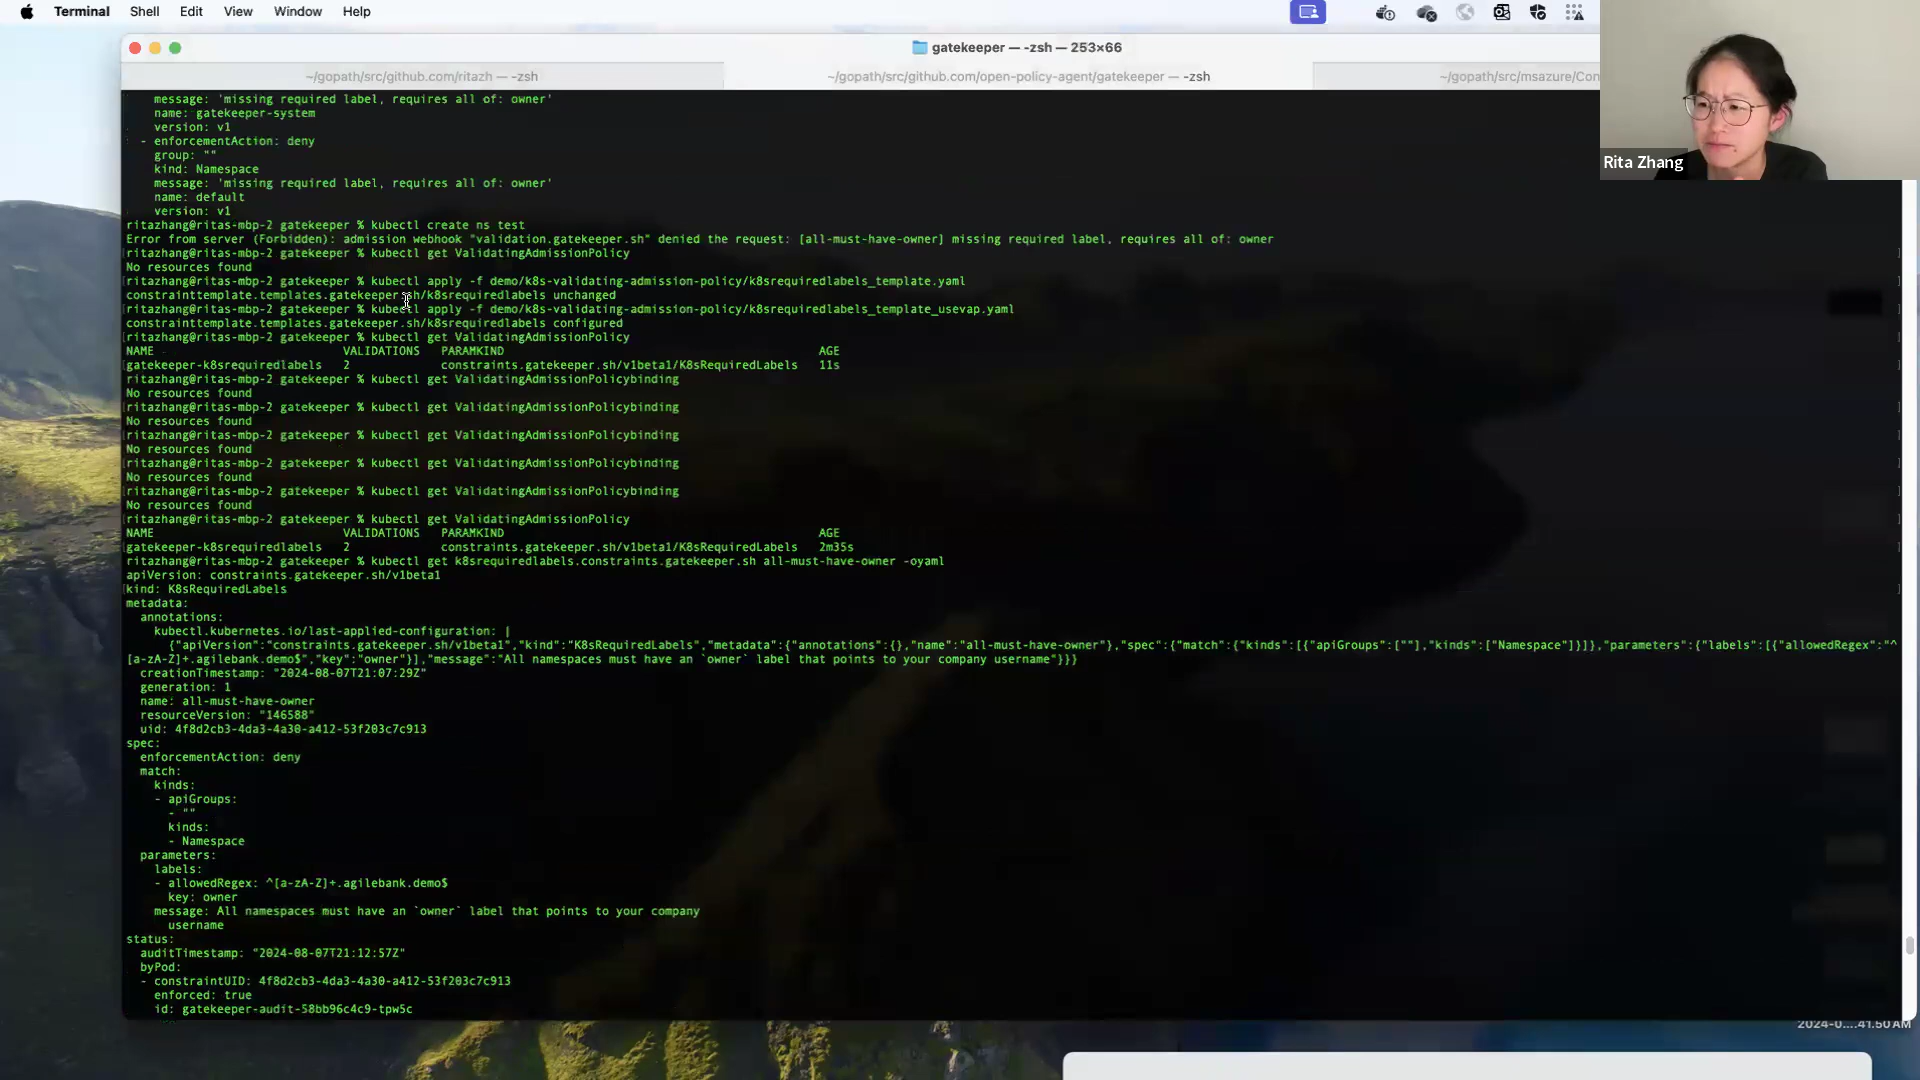 Terminal Shell Edit View Window Help
gatekeeper — -zsh — 253×66
~/gopath/src/github.com/ritazh — -zsh
~/gopath/src/github.com/open-policy-agent/gatekeeper — -zsh
~/gopath/src/msazure/Con
Rita Zhang
message: 'missing required label, requires all of: owner'
name: gatekeeper-system
version: v1
- enforcementAction: deny
group: ""
kind: Namespace
message: 'missing required label, requires all of: owner'
name: default
version: v1
ritazhang@ritas-mbp-2 gatekeeper % kubectl create ns test
Error from server (Forbidden): admission webhook "validation.gatekeeper.sh" denied the request: [all-must-have-owner] missing required label, requires all of: owner
ritazhang@ritas-mbp-2 gatekeeper % kubectl get ValidatingAdmissionPolicy
No resources found
ritazhang@ritas-mbp-2 gatekeeper % kubectl apply -f demo/k8s-validating-admission-policy/k8srequiredlabels_template.yaml
constrainttemplate.templates.gatekeeper.sh/k8srequiredlabels unchanged
ritazhang@ritas-mbp-2 gatekeeper % kubectl apply -f demo/k8s-validating-admission-policy/k8srequiredlabels_template_usevap.yaml
constrainttemplate.templates.gatekeeper.sh/k8srequiredlabels configured
ritazhang@ritas-mbp-2 gatekeeper % kubectl get ValidatingAdmissionPolicy
NAME VALIDATIONS PARAMKIND AGE
gatekeeper-k8srequiredlabels 2 constraints.gatekeeper.sh/v1beta1/K8sRequiredLabels 11s
ritazhang@ritas-mbp-2 gatekeeper % kubectl get ValidatingAdmissionPolicybinding
No resources found
ritazhang@ritas-mbp-2 gatekeeper % kubectl get ValidatingAdmissionPolicybinding
No resources found
ritazhang@ritas-mbp-2 gatekeeper % kubectl get ValidatingAdmissionPolicybinding
No resources found
ritazhang@ritas-mbp-2 gatekeeper % kubectl get ValidatingAdmissionPolicybinding
No resources found
ritazhang@ritas-mbp-2 gatekeeper % kubectl get ValidatingAdmissionPolicybinding
No resources found
ritazhang@ritas-mbp-2 gatekeeper % kubectl get ValidatingAdmissionPolicy
NAME VALIDATIONS PARAMKIND AGE
gatekeeper-k8srequiredlabels 2 constraints.gatekeeper.sh/v1beta1/K8sRequiredLabels 2m35s
ritazhang@ritas-mbp-2 gatekeeper % kubectl get k8srequiredlabels.constraints.gatekeeper.sh all-must-have-owner -oyaml
apiVersion: constraints.gatekeeper.sh/v1beta1
kind: K8sRequiredLabels
metadata:
annotations:
kubectl.kubernetes.io/last-applied-configuration: |
{"apiVersion":"constraints.gatekeeper.sh/v1beta1","kind":"K8sRequiredLabels","metadata":{"annotations":{},"name":"all-must-have-owner"},"spec":{"match":{"kinds":[{"apiGroups":[""],"kinds":["Namespace"]}]},"parameters":{"labels":[{"allowedRegex":"^
[a-zA-Z]+.agilebank.demo$","key":"owner"}],"message":"All namespaces must have an `owner` label that points to your company username"}}}
creationTimestamp: "2024-08-07T21:07:29Z"
generation: 1
name: all-must-have-owner
resourceVersion: "146588"
uid: 4f8d2cb3-4da3-4a30-a412-53f203c7c913
spec:
enforcementAction: deny
match:
kinds:
- apiGroups:
- ""
kinds:
- Namespace
parameters:
labels:
- allowedRegex: ^[a-zA-Z]+.agilebank.demo$
key: owner
message: All namespaces must have an `owner` label that points to your company
username
status:
auditTimestamp: "2024-08-07T21:12:57Z"
byPod:
- constraintUID: 4f8d2cb3-4da3-4a30-a412-53f203c7c913
enforced: true
id: gatekeeper-audit-58bb96c4c9-tpw5c
2024-0....41.50 AM